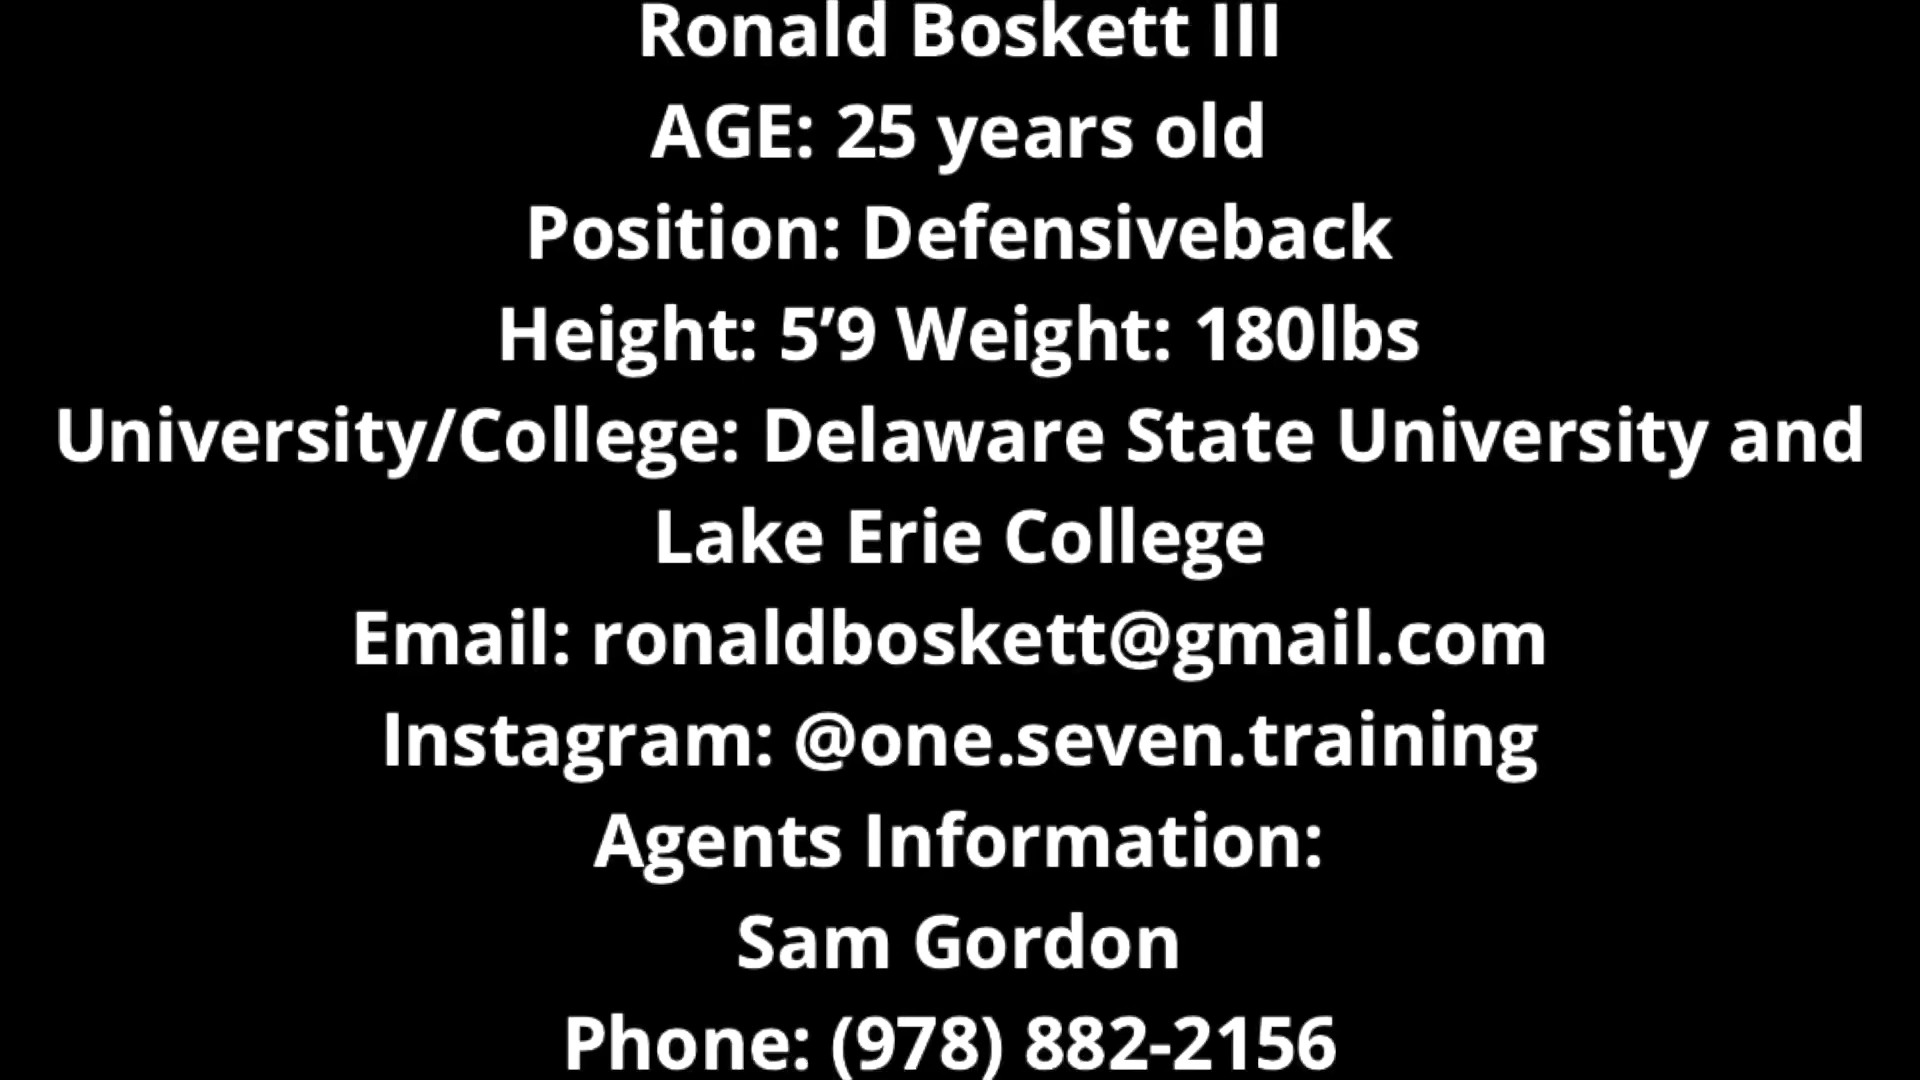 Ronald Boskett III
AGE: 25 years old
Position: Defensiveback
Height: 5’9 Weight: 180lbs
University/College: Delaware State University and
Lake Erie College
Email: ronaldboskett@gmail.com
Instagram: @one.seven.training
Agents Information:
Sam Gordon
Phone: (978) 882-2156